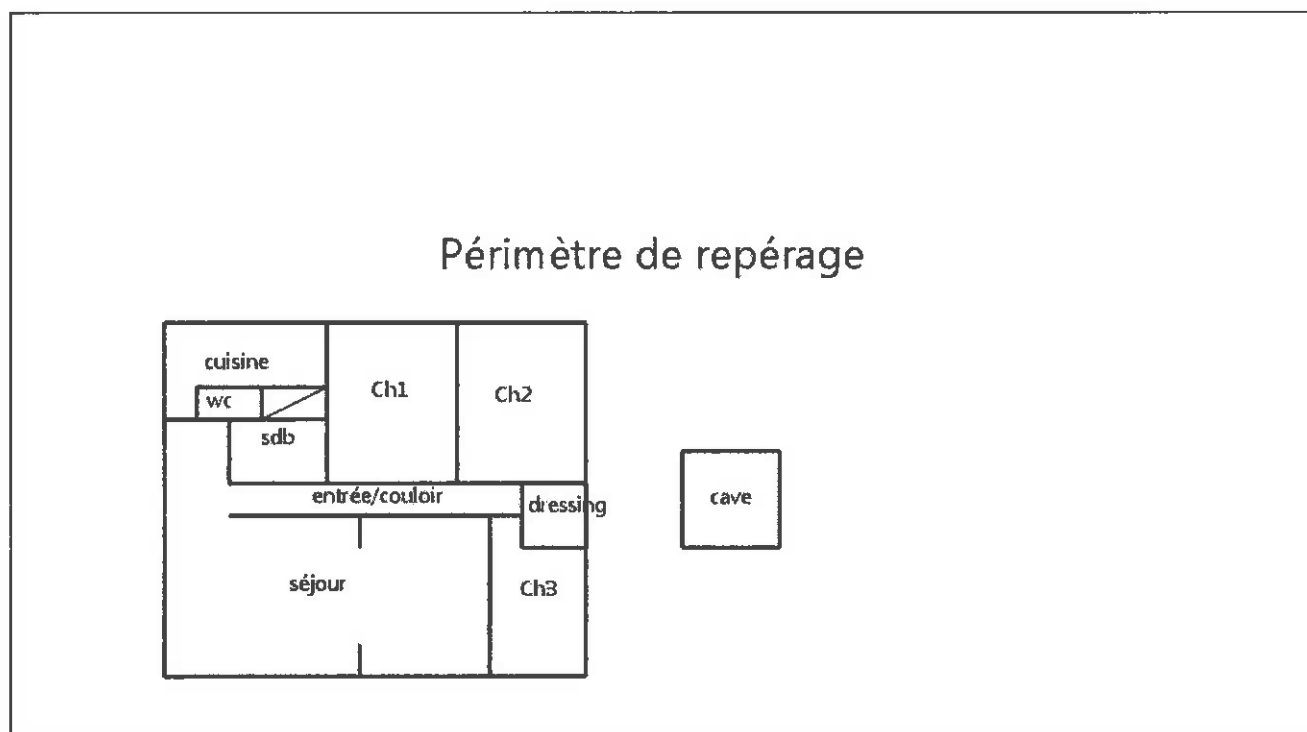 Périmètre de repérage
cuisine
wc
Ch1
Ch2
sdb
entrée/couloir
dressing
cave
séjour
Ch3